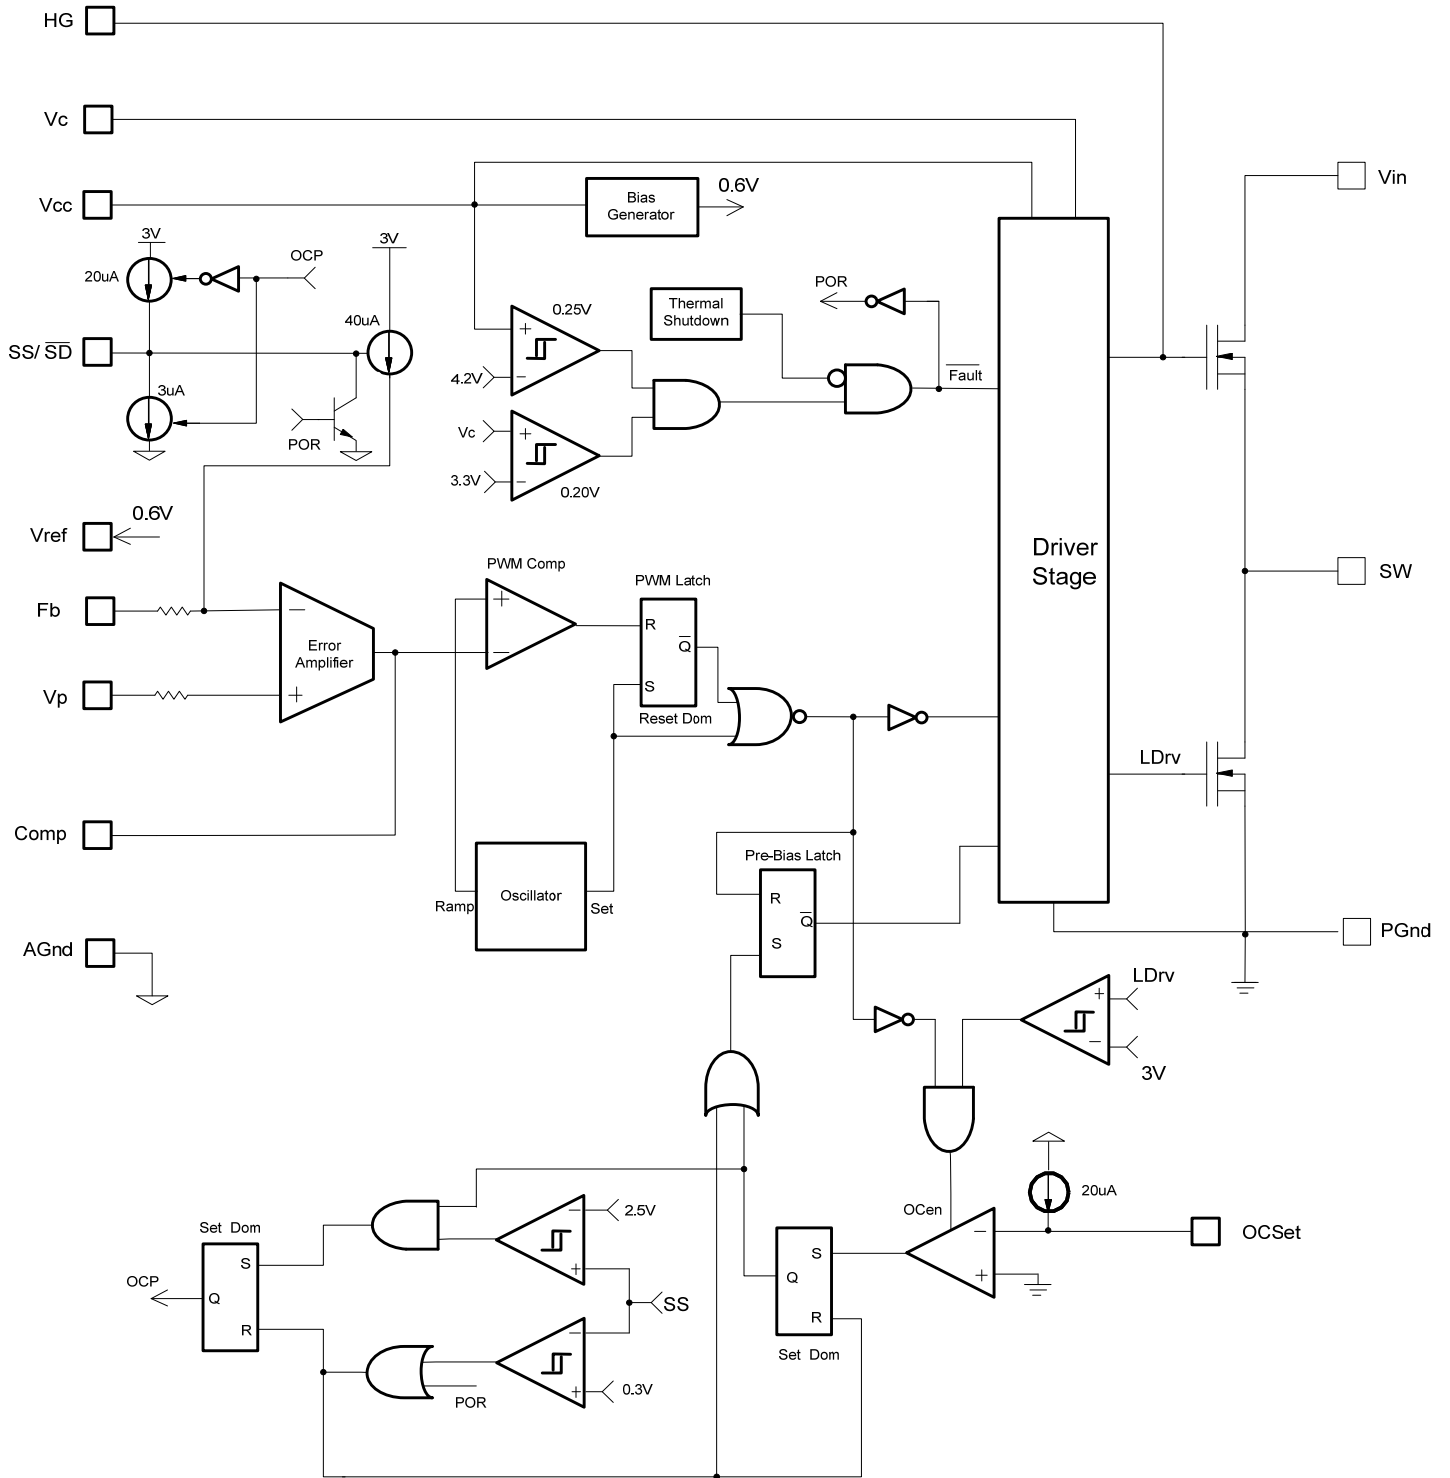 HG
Vc
Vin
Vcc
Bias
Generator
0.6V
3V
3V
OCP
20uA
POR
Thermal
Shutdown
0.25V
40uA
SS/ SD
+
4.2V
−
Fault
3uA
Vc
+
POR
3.3V
−
0.20V
Vref
0.6V
Driver
Stage
PWM Comp
PWM Latch
SW
Fb
−
+
R
Q
Error
Amplifier
−
S
Vp
+
Reset Dom
LDrv
Comp
Pre-Bias Latch
Oscillator
Ramp
Set
R
Q
S
AGnd
PGnd
LDrv
+
−
3V
20uA
OCen
−
2.5V
Set Dom
−
OCSet
S
S
+
OCP
Q
+
Q
SS
R
−
R
Set Dom
+
0.3V
POR